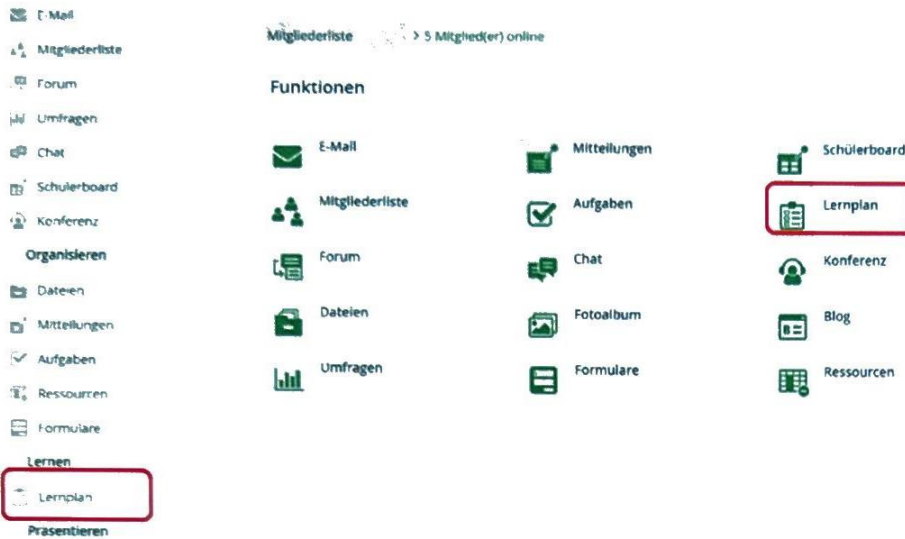 E-Mail
Mitgliederliste
Forum
Umfragen
Chat
Schülerboard
Konferenz
Organisieren
Dateien
Mitteilungen
Aufgaben
Ressourcen
Formulare
Lernen
Lernplan
Präsentieren
Mitgliederliste > 5 Mitglied(er) online
Funktionen
E-Mail
Mitteilungen
Schülerboard
Mitgliederliste
Aufgaben
Lernplan
Forum
Chat
Konferenz
Dateien
Fotoalbum
Blog
Umfragen
Formulare
Ressourcen